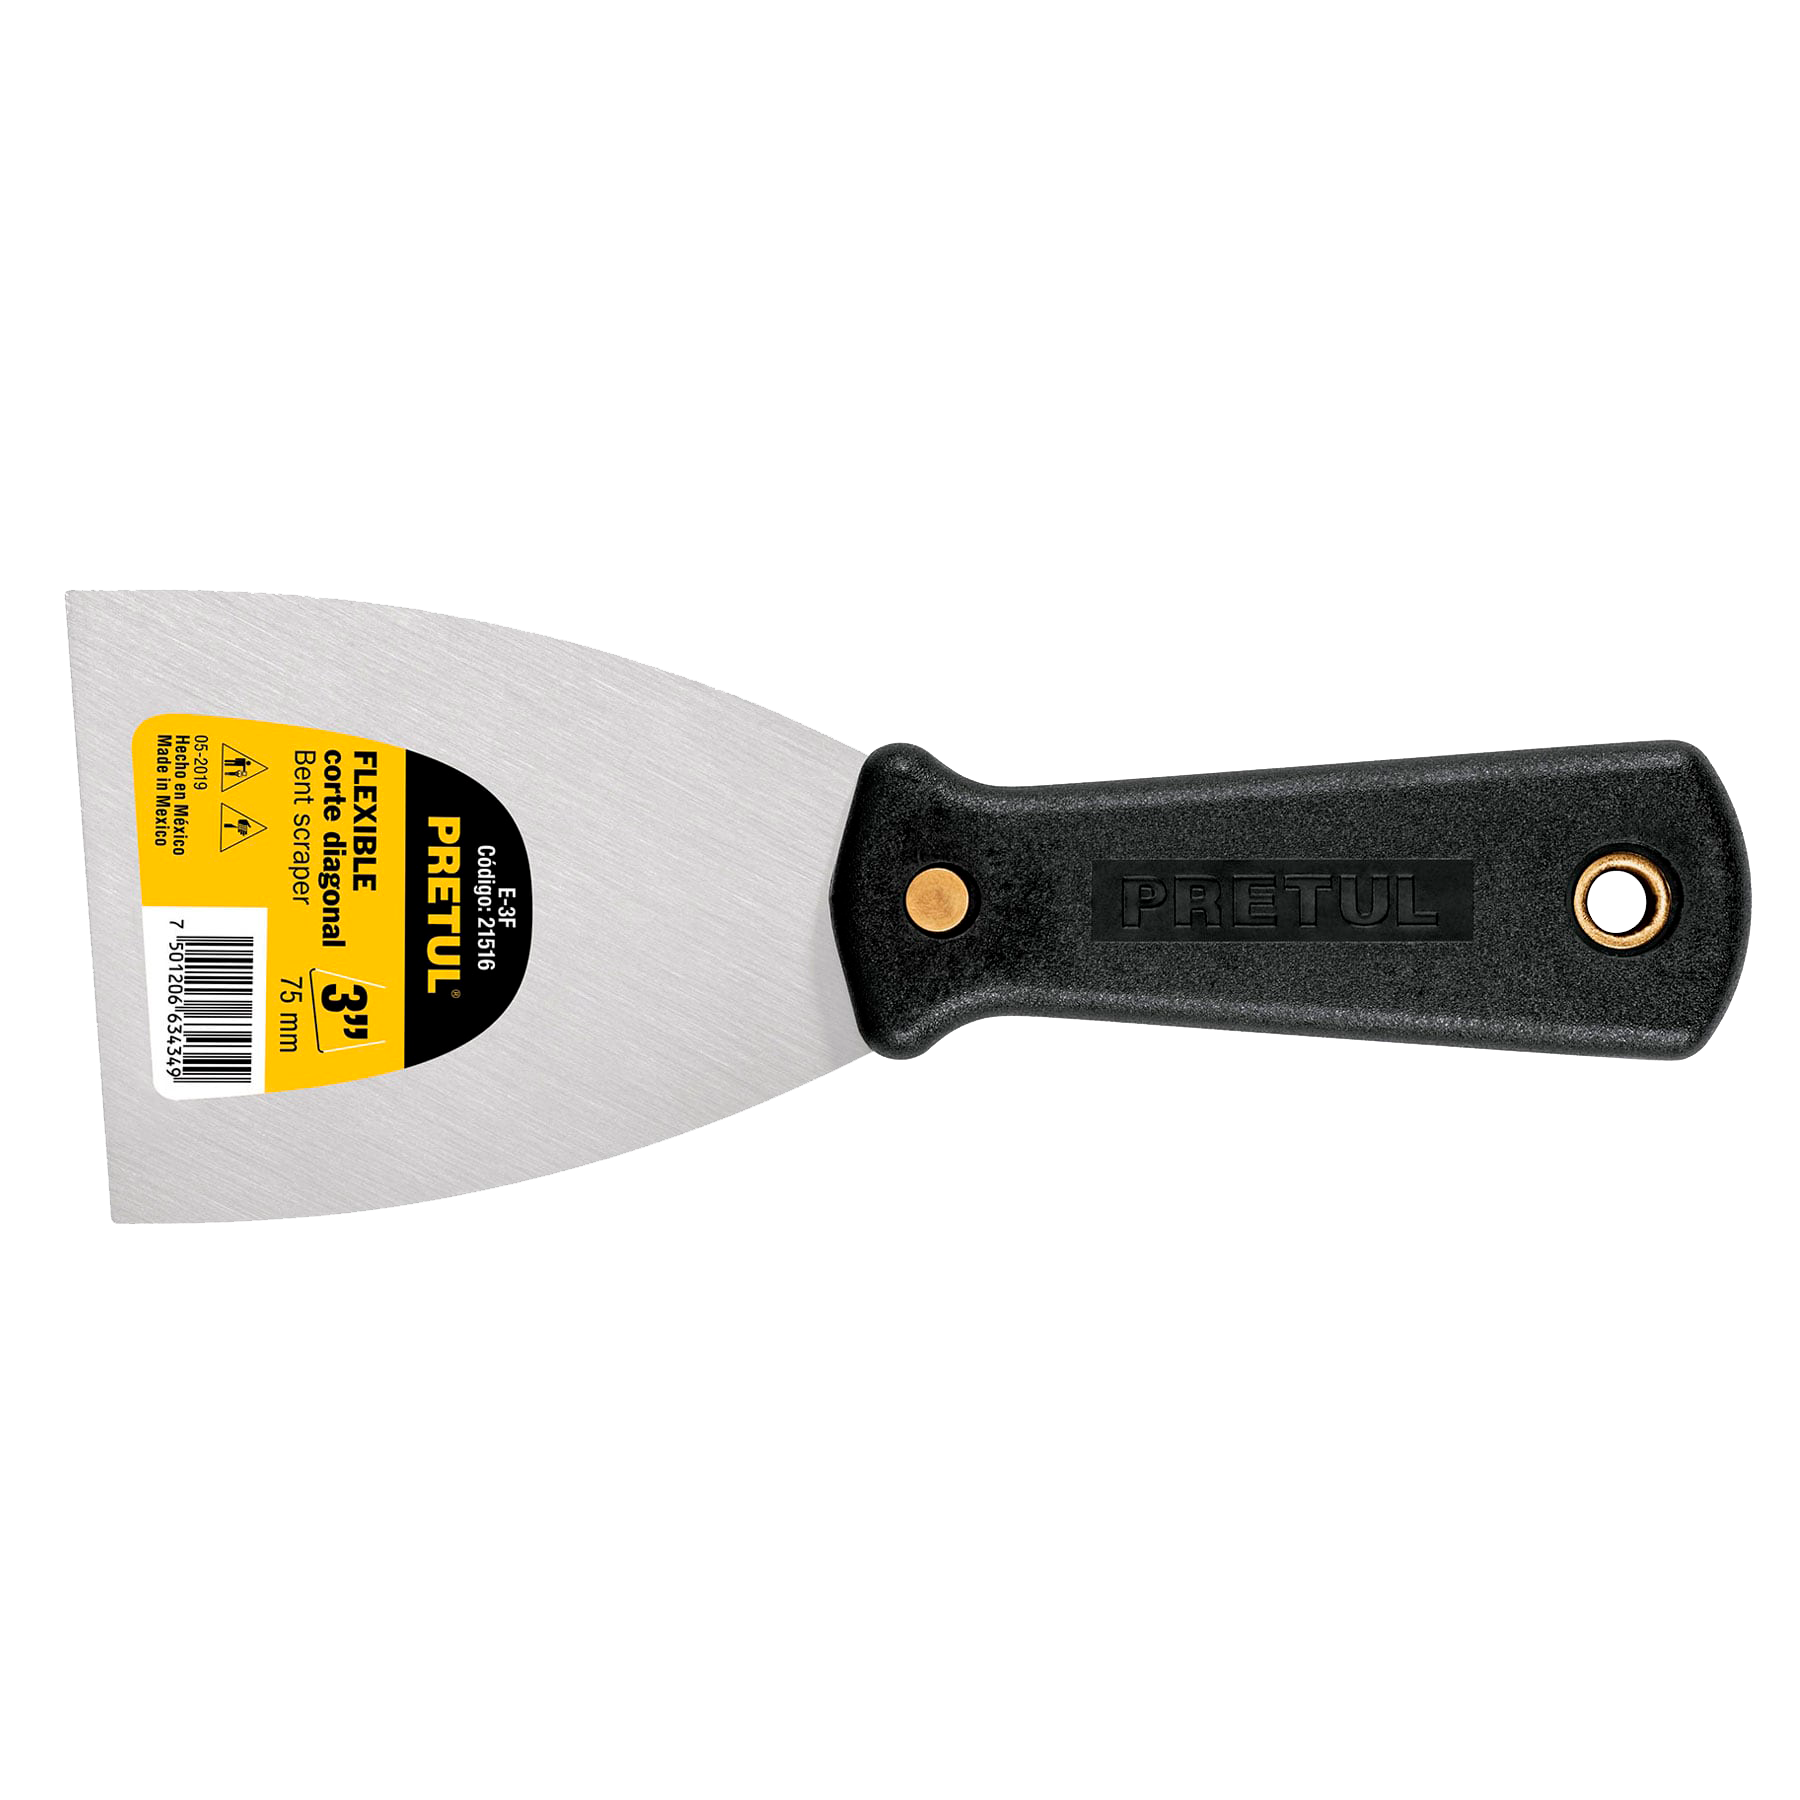 E-3F
Código: 21516
PRETUL®
FLEXIBLE
corte diagonal
Bent scraper
3”
75 mm
05-2019
Hecho en México
Made in Mexico
7 501206 634349
PRETUL